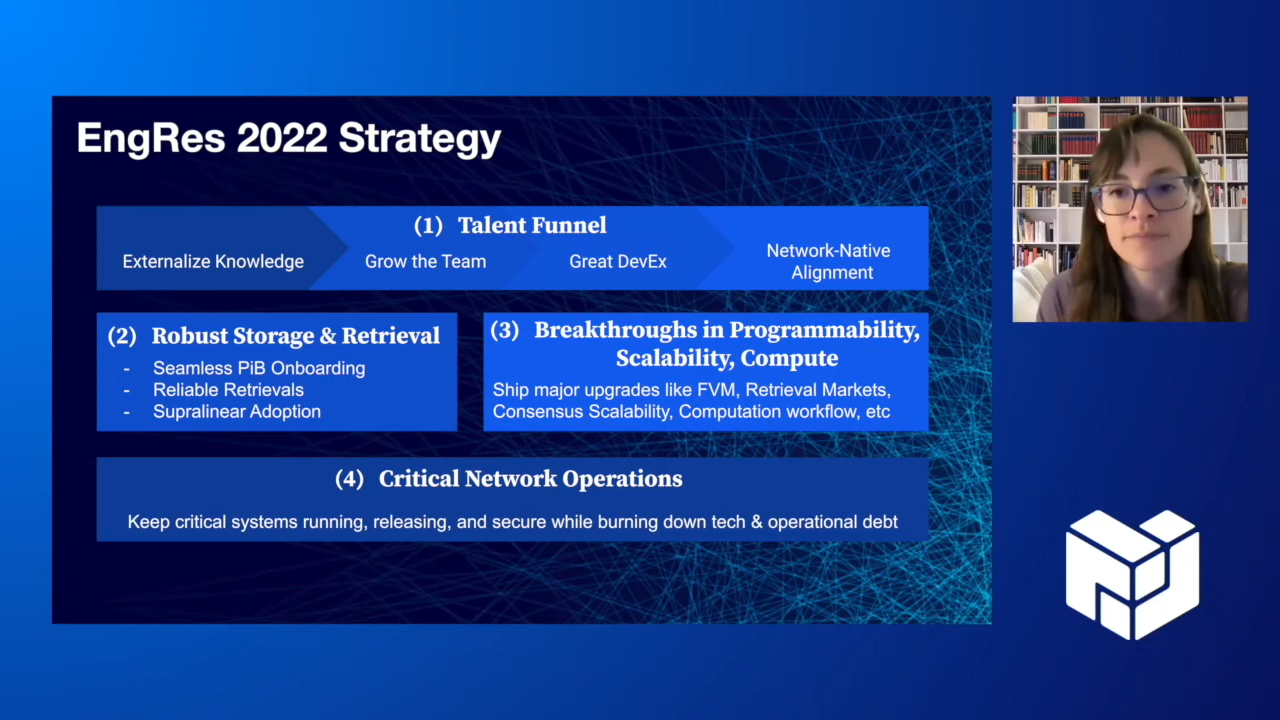 EngRes 2022 Strategy
(1) Talent Funnel
Externalize Knowledge
Grow the Team
Great DevEx
Network-Native
Alignment
(2) Robust Storage & Retrieval
- Seamless PiB Onboarding
- Reliable Retrievals
- Supralinear Adoption
(3) Breakthroughs in Programmability,
Scalability, Compute
Ship major upgrades like FVM, Retrieval Markets,
Consensus Scalability, Computation workflow, etc
(4) Critical Network Operations
Keep critical systems running, releasing, and secure while burning down tech & operational debt